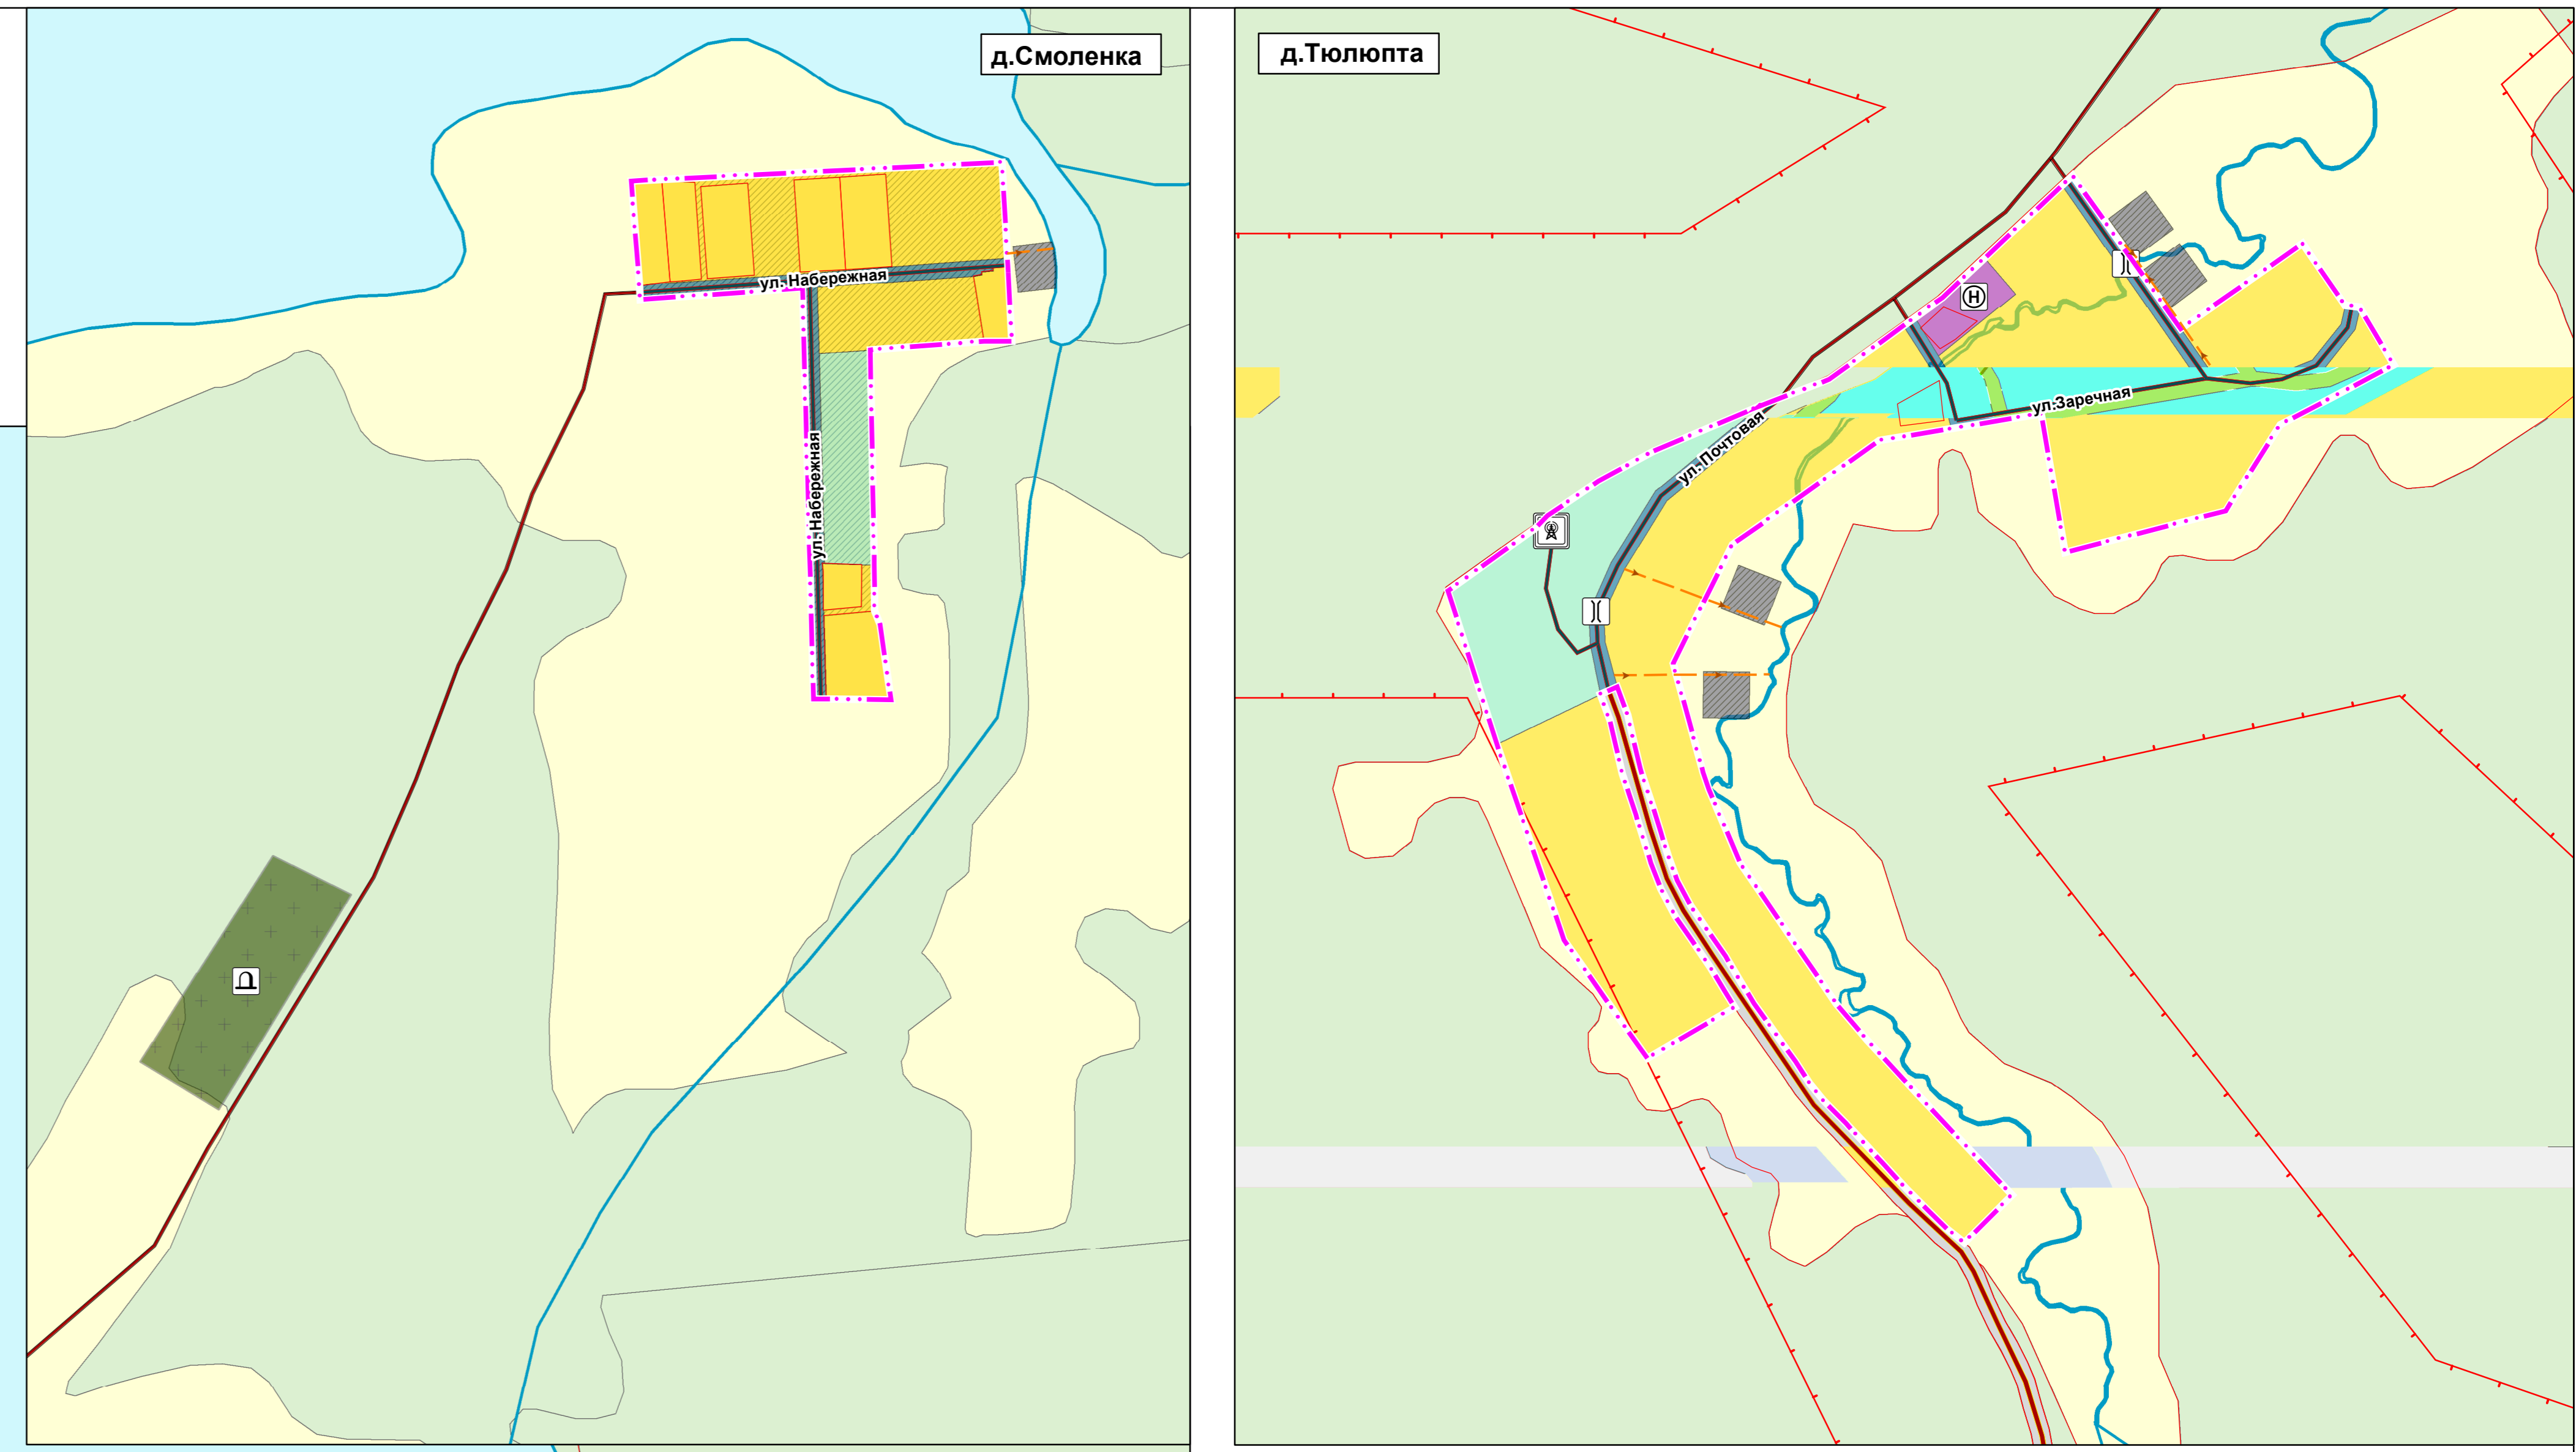 д.Смоленка
ул. Набережная
ул. Набережная
д.Тюлюпта
Н
ул.Заречная
ул. Почтовая